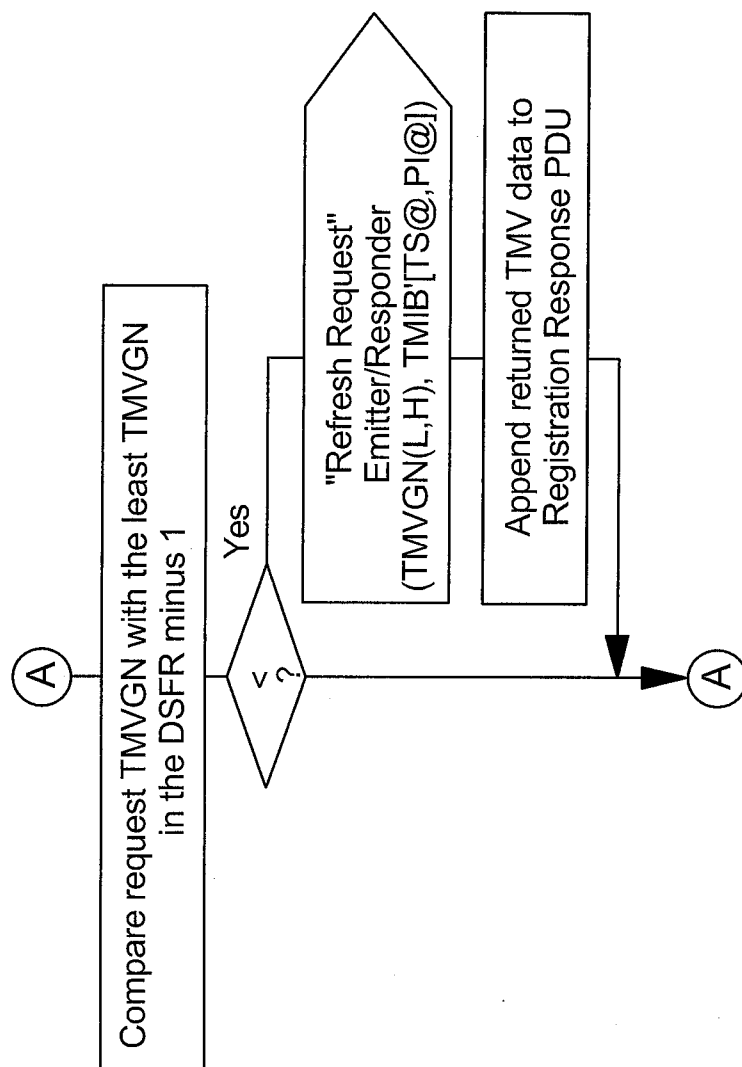 A
Compare request TMVGN with the least TMVGN
in the DSFR minus 1
<
?
Yes
"Refresh Request"
Emitter/Responder
(TMVGN(L,H), TMIB'[TS@,PI@])
Append returned TMV data to
Registration Response PDU
A